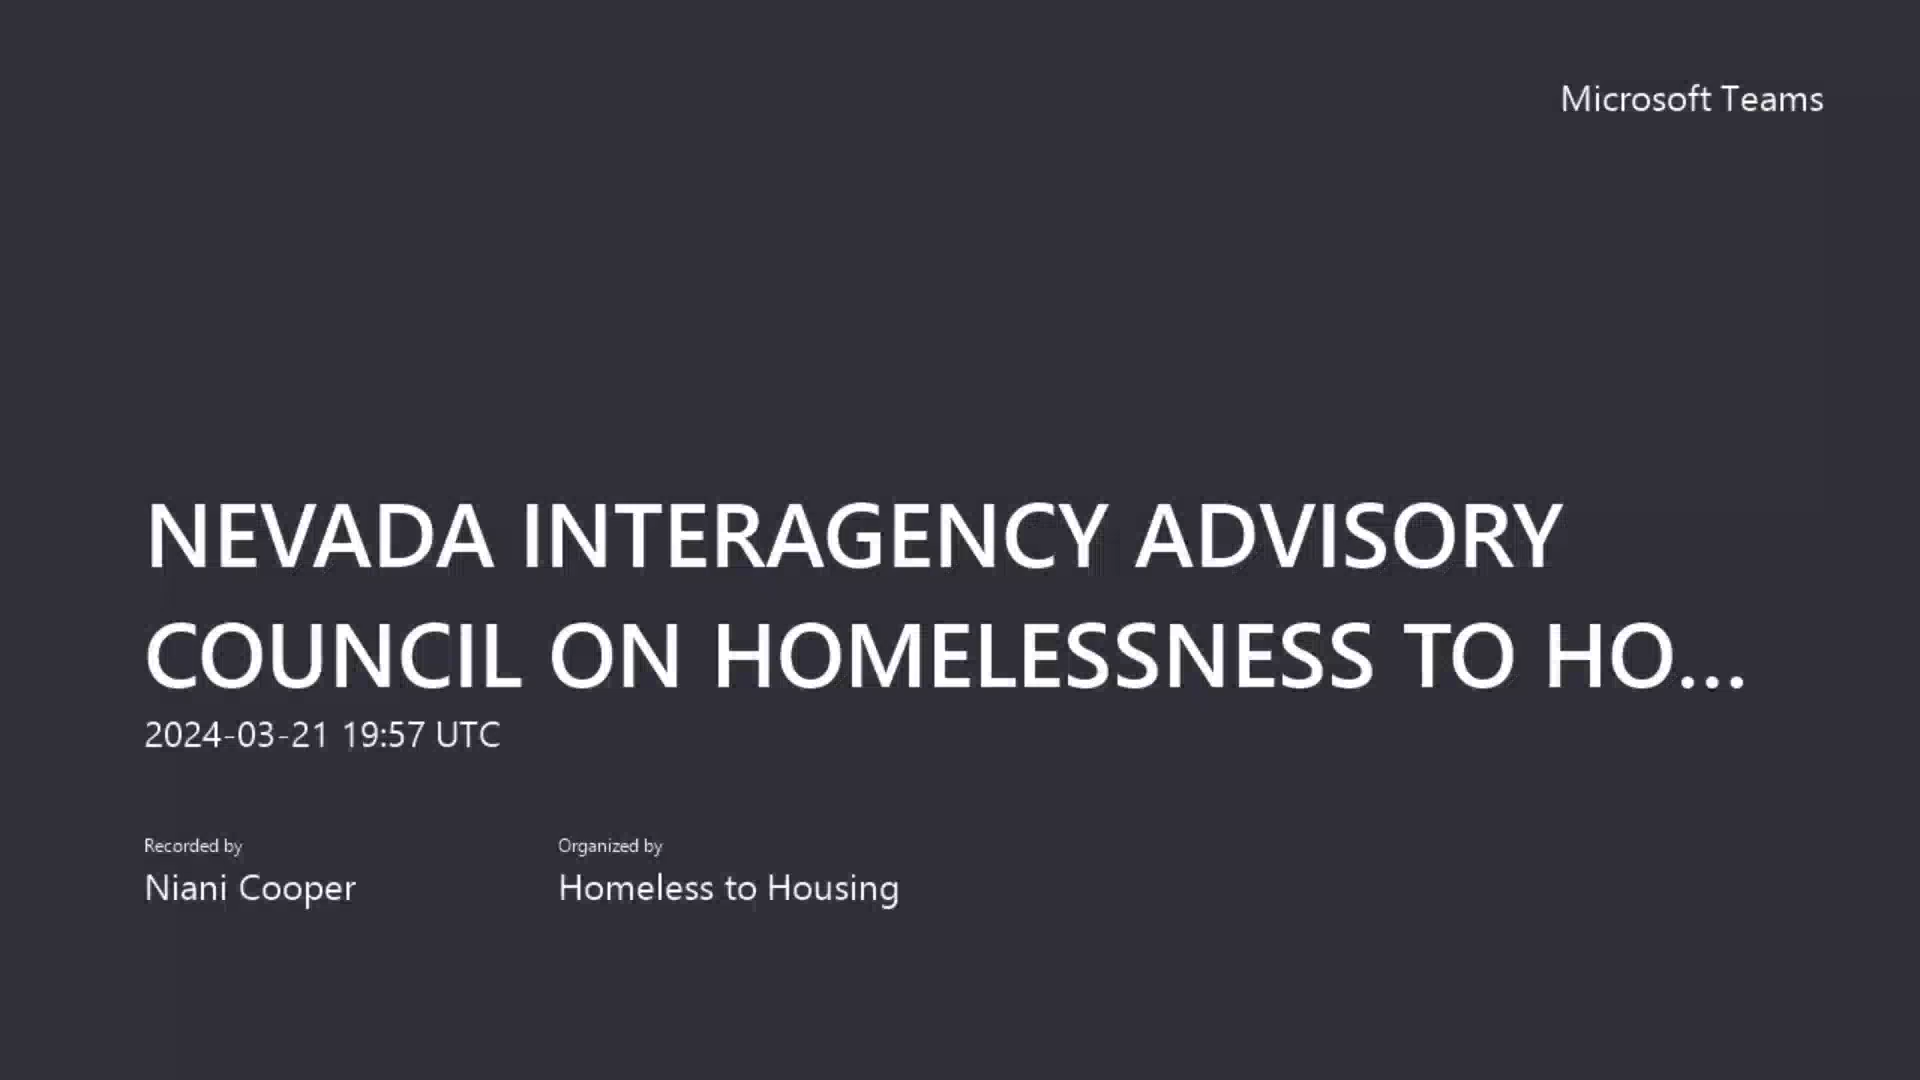 Microsoft Teams
NEVADA INTERAGENCY ADVISORY
COUNCIL ON HOMELESSNESS TO HO...
2024-03-21 19:57 UTC
Recorded by
Niani Cooper
Organized by
Homeless to Housing